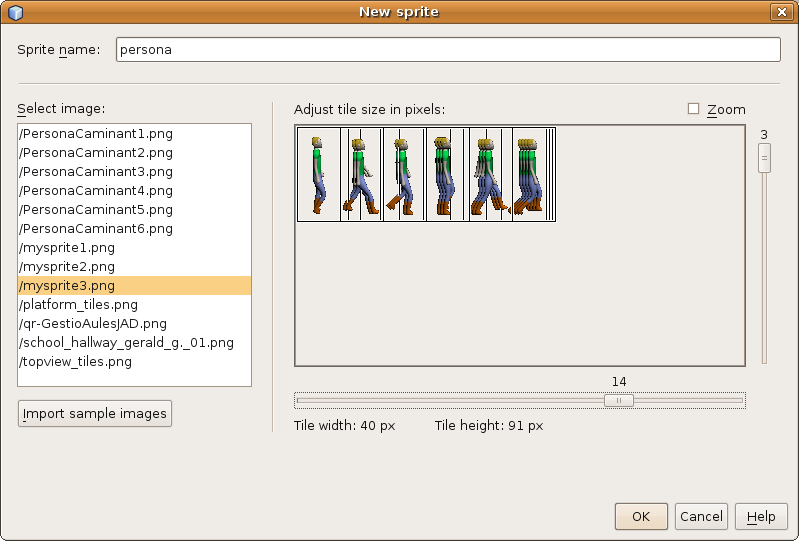 New sprite
Sprite name: persona
Select image:
/PersonaCaminant1.png
/PersonaCaminant2.png
/PersonaCaminant3.png
/PersonaCaminant4.png
/PersonaCaminant5.png
/PersonaCaminant6.png
/mysprite1.png
/mysprite2.png
/mysprite3.png
/platform_tiles.png
/qr-GestioAulesJAD.png
/school_hallway_gerald_g._01.png
/topview_tiles.png
Import sample images
Adjust tile size in pixels:
Zoom
3
14
Tile width: 40 px
Tile height: 91 px
OK
Cancel
Help